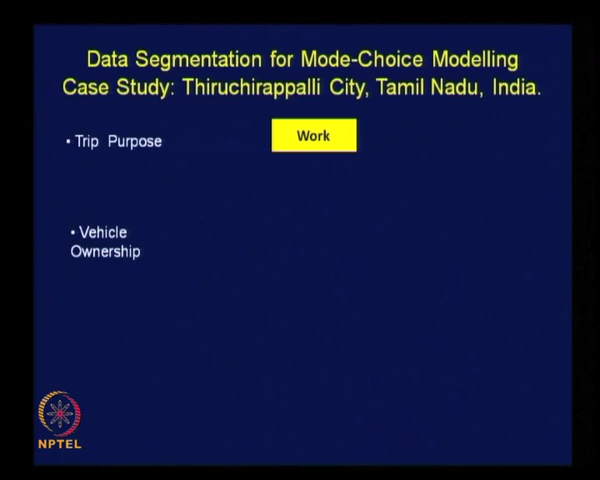 Data Segmentation for Mode-Choice Modelling
Case Study: Thiruchirappalli City, Tamil Nadu, India.
• Trip Purpose
Work
• Vehicle
Ownership
NPTEL